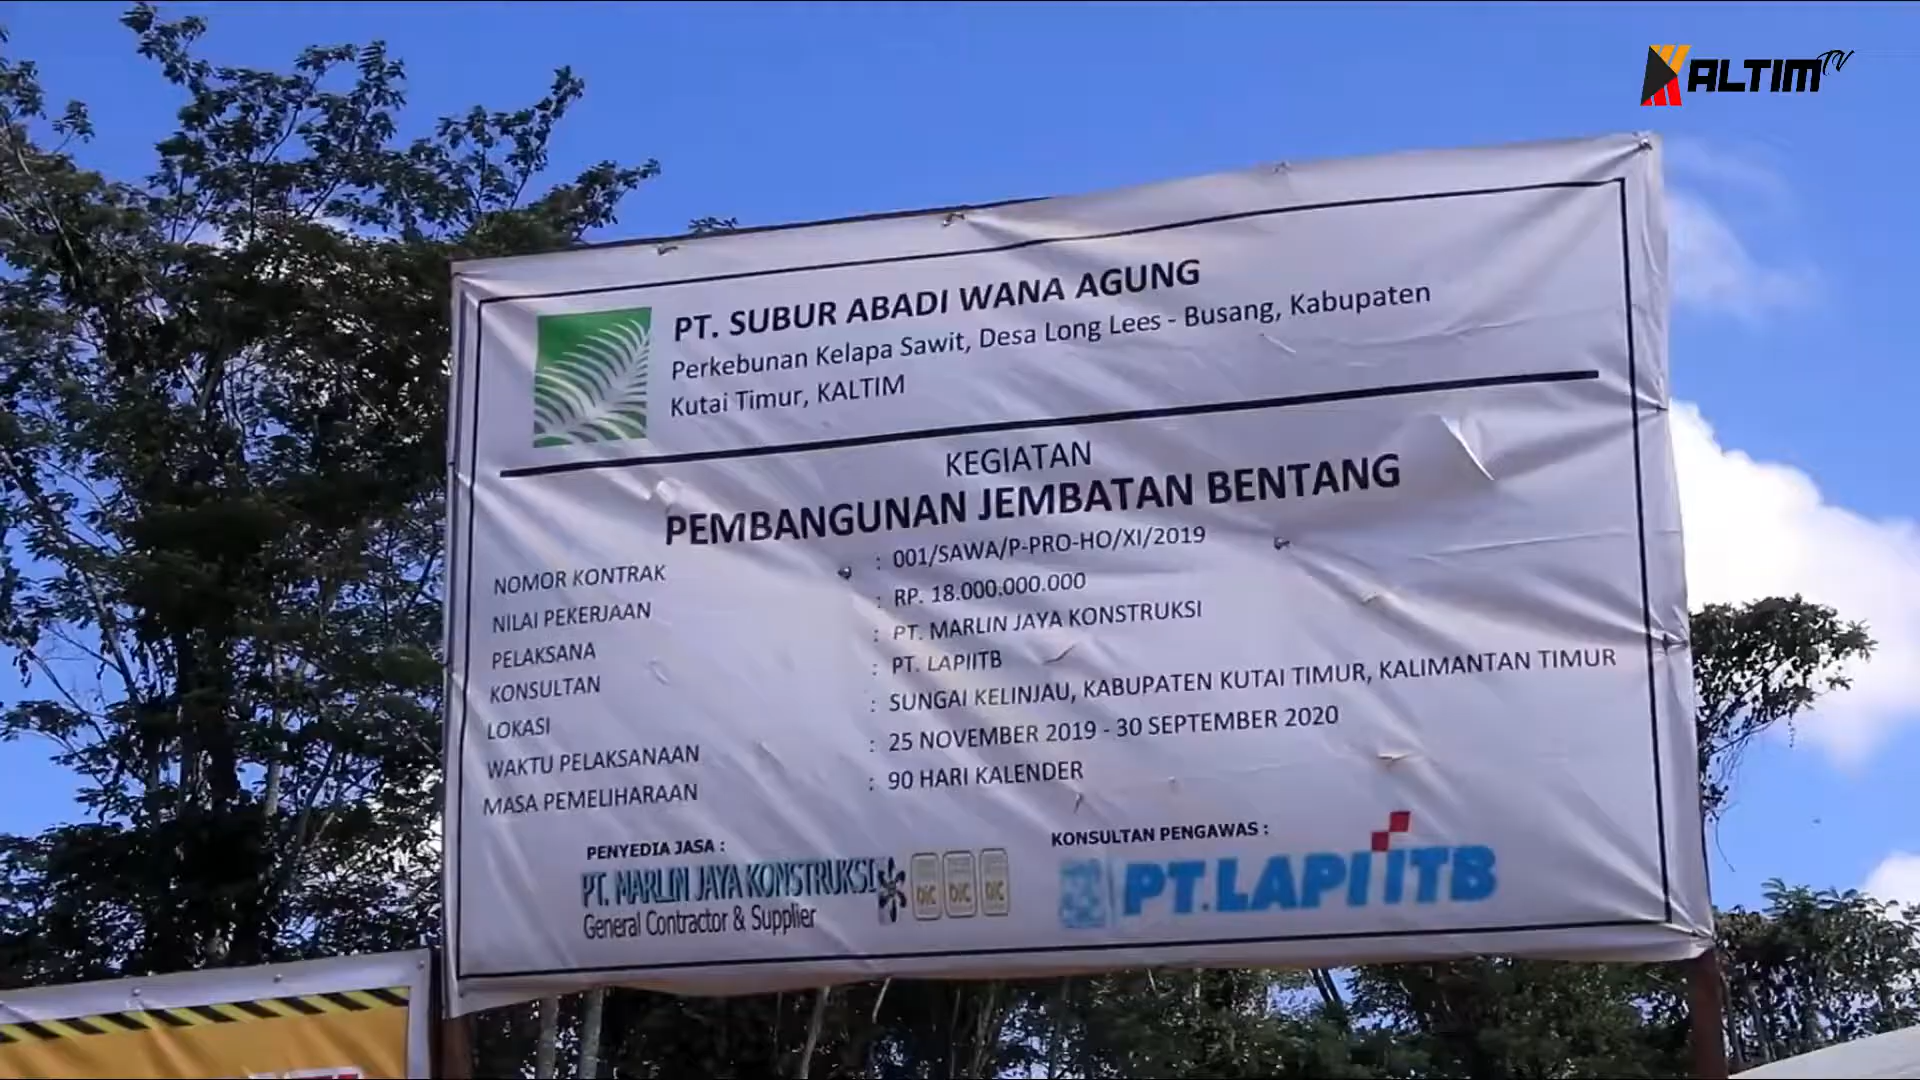 KALTIM TV
PT. SUBUR ABADI WANA AGUNG
Perkebunan Kelapa Sawit, Desa Long Lees - Busang, Kabupaten
Kutai Timur, KALTIM
KEGIATAN
PEMBANGUNAN JEMBATAN BENTANG
NOMOR KONTRAK : 001/SAWA/P-PRO-HO/XI/2019
NILAI PEKERJAAN : RP. 18.000.000.000
PELAKSANA : PT. MARLIN JAYA KONSTRUKSI
KONSULTAN : PT. LAPIITB
LOKASI : SUNGAI KELINJAU, KABUPATEN KUTAI TIMUR, KALIMANTAN TIMUR
WAKTU PELAKSANAAN : 25 NOVEMBER 2019 - 30 SEPTEMBER 2020
MASA PEMELIHARAAN : 90 HARI KALENDER
PENYEDIA JASA :
PT. MARLIN JAYA KONSTRUKSI
General Contractor & Supplier
KONSULTAN PENGAWAS :
PT. LAPI ITB